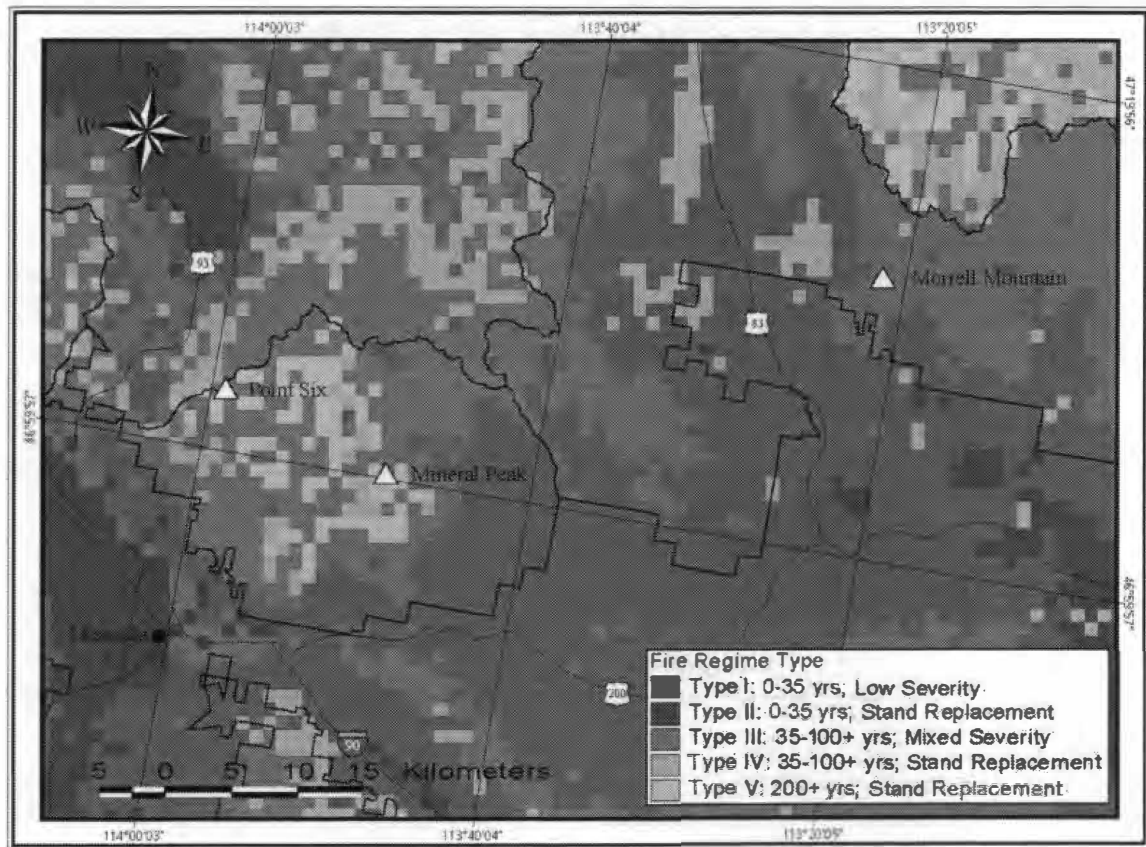 114°00'03"
113°40'04"
113°20'05"
N
W
E
S
47°19'56"
93
Morrell Mountain
83
Point Six
46°59'57"
Mineral Peak
46°59'57"
Missoula
200
90
Fire Regime Type
Type I: 0-35 yrs; Low Severity
Type II: 0-35 yrs; Stand Replacement
Type III: 35-100+ yrs; Mixed Severity
Type IV: 35-100+ yrs; Stand Replacement
Type V: 200+ yrs; Stand Replacement
5 0 5 10 15 Kilometers
114°00'03"
113°40'04"
113°20'05"